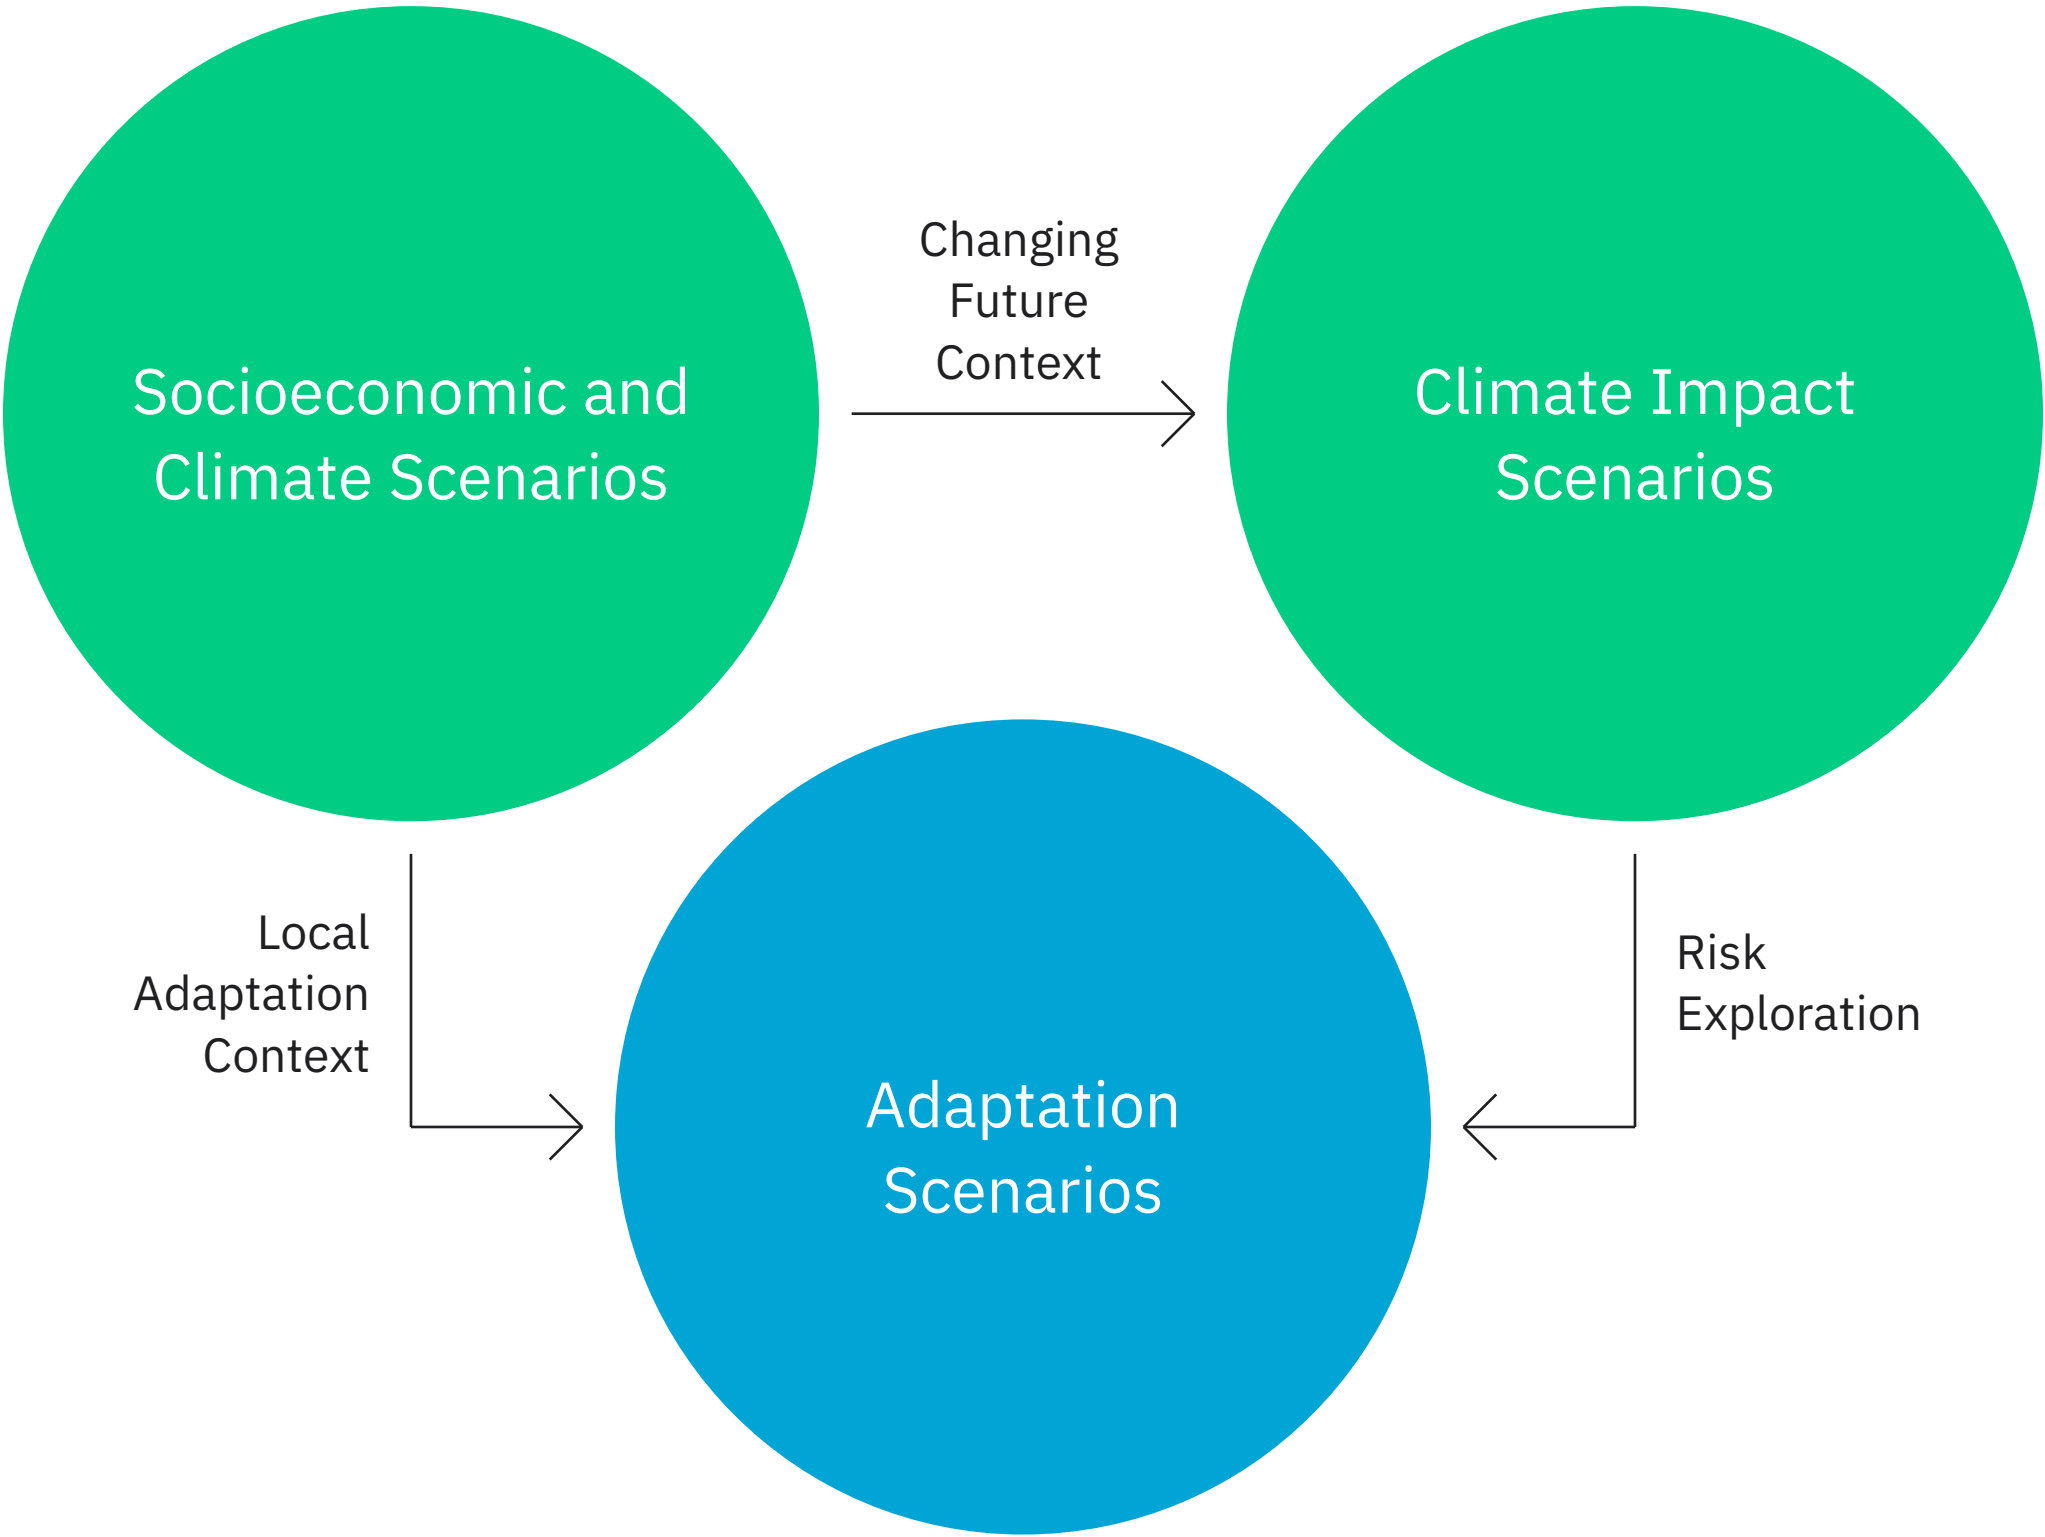 Changing
Future
Context
Socioeconomic and
Climate Scenarios
Climate Impact
Scenarios
Local
Adaptation
Context
Risk
Exploration
Adaptation
Scenarios